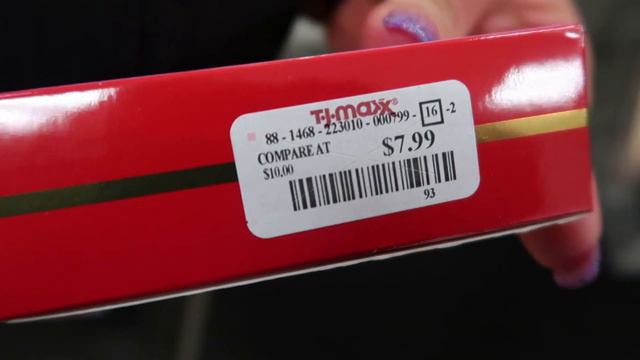 T.J.maxx®
88 - 1468 - 223010 - 000799 - 16 -2
COMPARE AT $7.99
$10.00
93